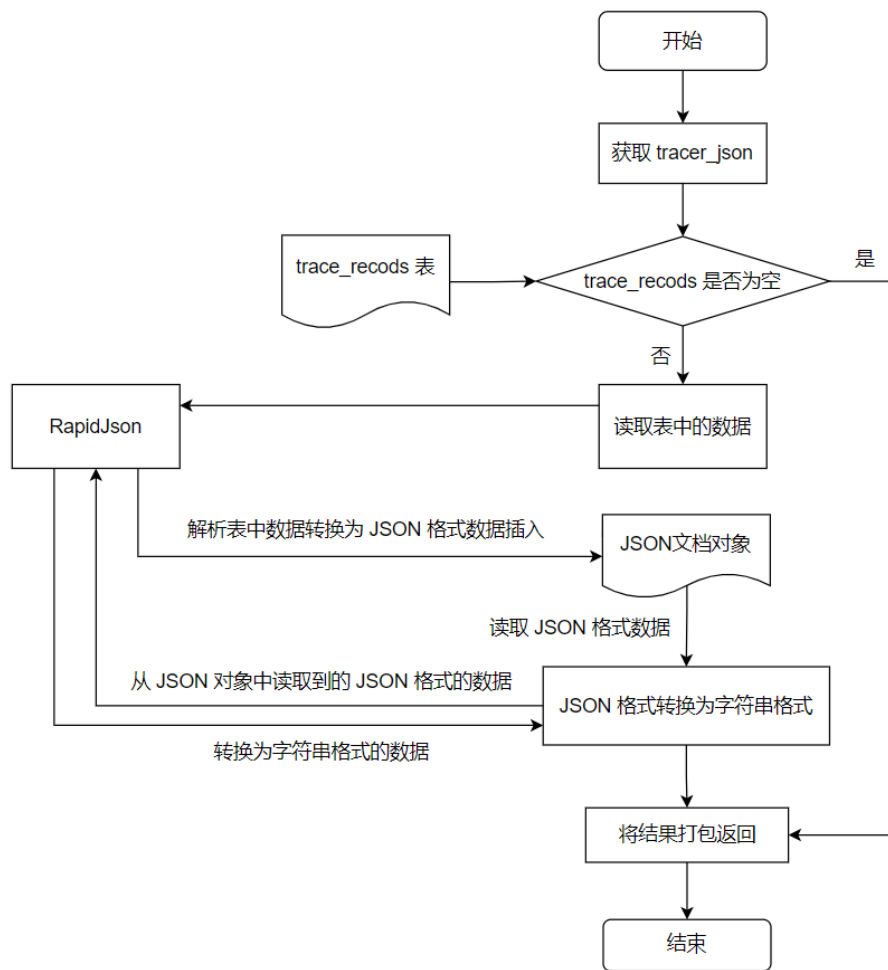 开始
获取 tracer_json
trace_recods 表
trace_recods 是否为空
是
否
RapidJson
读取表中的数据
解析表中数据转换为 JSON 格式数据插入
JSON文档对象
读取 JSON 格式数据
从 JSON 对象中读取到的 JSON 格式的数据
JSON 格式转换为字符串格式
转换为字符串格式的数据
将结果打包返回
结束